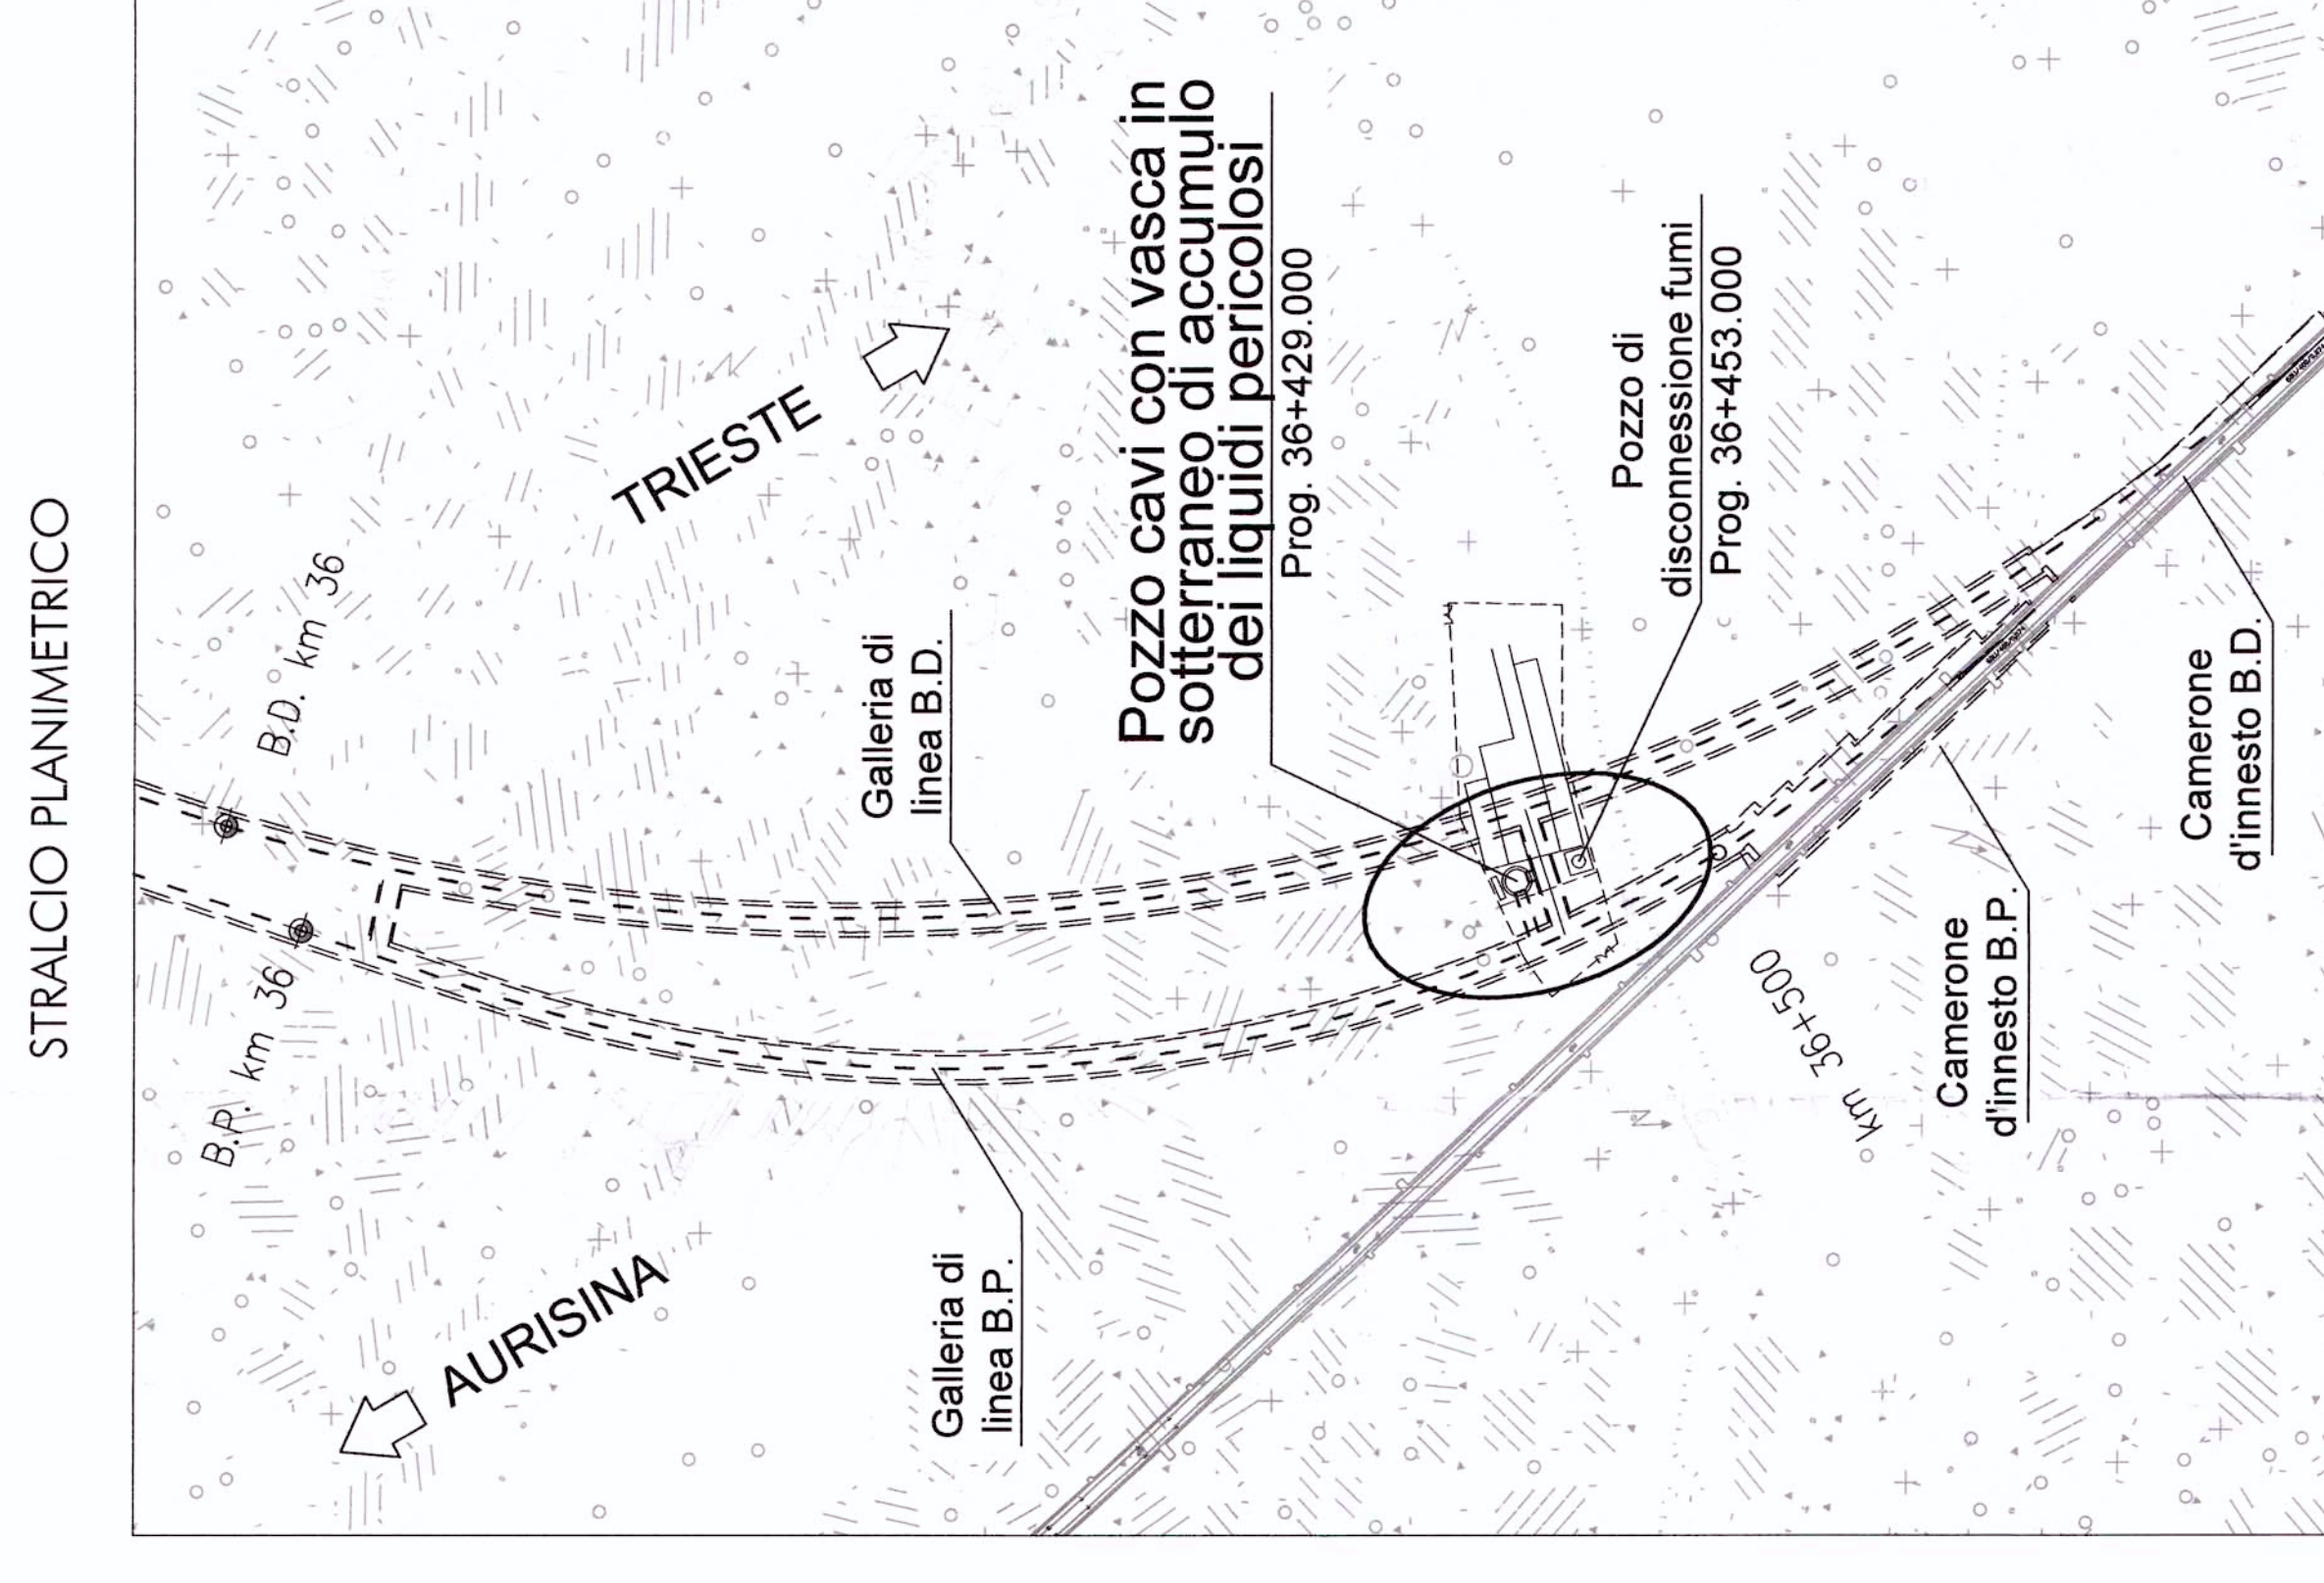 STRALCIO PLANIMETRICO
B.P. km 36
B.D. km 36
AURISINA
TRIESTE
Galleria di
linea B.D.
Galleria di
linea B.P.
Pozzo cavi con vasca in
sotterraneo di accumulo
dei liquidi pericolosi
Prog. 36+429.000
Pozzo di
disconnessione fumi
Prog. 36+453.000
km 36+500
Camerone
d'innesto B.P.
Camerone
d'innesto B.D.